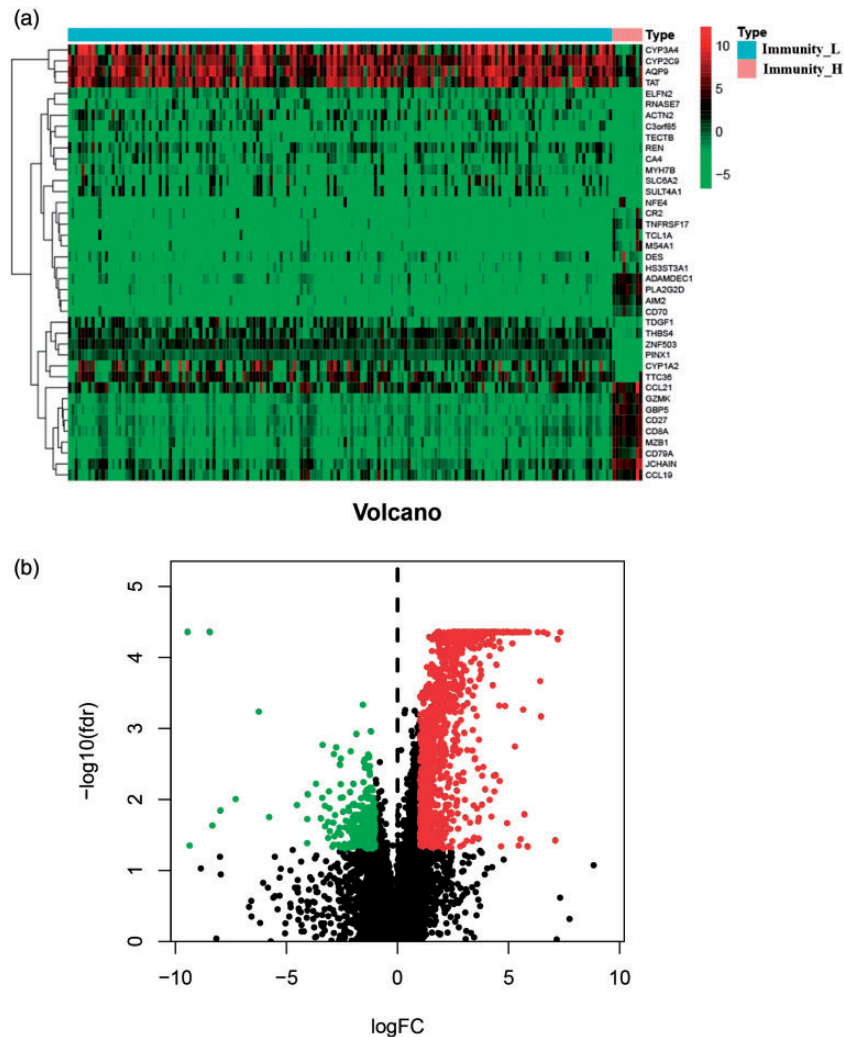 (a)
Type
CYP3A4
CYP2C9
AQP9
TAT
ELFN2
RNASE7
ACTN2
C3orf85
TECTB
REN
CA4
MYH7B
SLC6A2
SULT4A1
NFE4
CR2
TNFRSF17
TCL1A
MS4A1
DES
HS3ST3A1
ADAMDEC1
PLA2G2D
AIM2
CD70
TDGF1
THBS4
ZNF503
PINX1
CYP1A2
TTC36
CCL21
GZMK
GBP5
CD27
CD8A
MZB1
CD79A
JCHAIN
CCL19
10
5
0
−5
Type
Immunity_L
Immunity_H
Volcano
(b)
5
4
3
2
1
0
−log10(fdr)
−10
−5
0
5
10
logFC